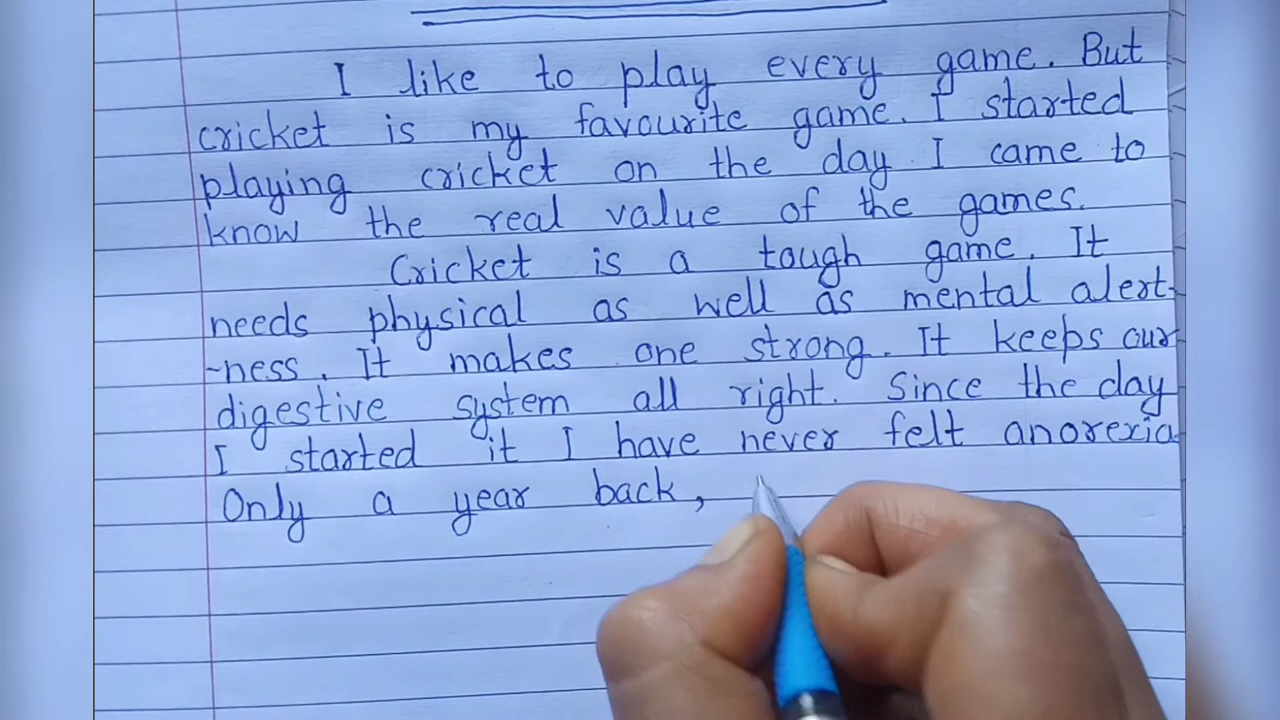 I like to play every game. But
cricket is my favourite game. I started
playing cricket on the day I came to
know the real value of the games.
Cricket is a tough game. It
needs physical as well as mental alert-
-ness. It makes one strong. It keeps our
digestive system all right. Since the day
I started it I have never felt anorexia
Only a year back,